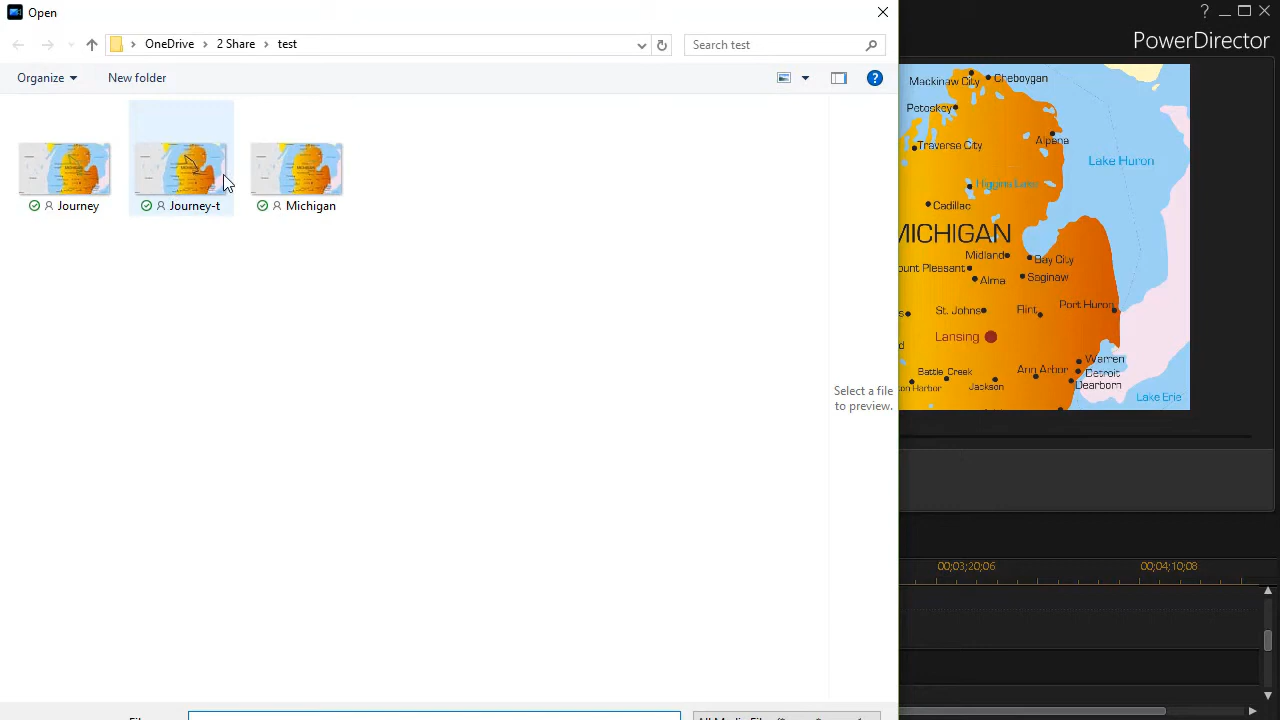 Open
?
PowerDirector
OneDrive > 2 Share > test
Search test
Organize
New folder
?
Journey
Journey-t
Michigan
Select a file
to preview.
Mackinaw City
Cheboygan
Petoskey
Alpena
Traverse City
Lake Huron
Higgins Lake
Cadillac
MICHIGAN
Midland
Bay City
ount Pleasant
Saginaw
Alma
s
St. Johns
Flint
Port Huron
Lansing
d
Warren
Battle Creek
Ann Arbor
Detroit
ton Harbor
Jackson
Dearborn
Lake Erie
00;03;20;06
00;04;10;08